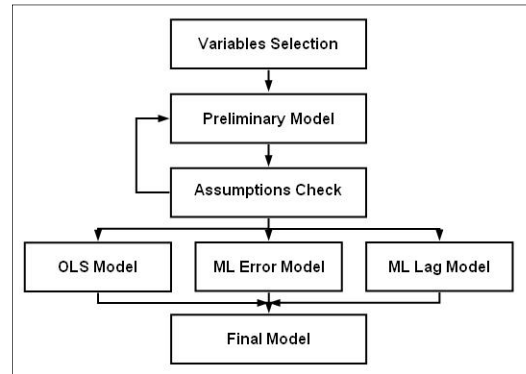 Variables Selection
Preliminary Model
Assumptions Check
OLS Model
ML Error Model
ML Lag Model
Final Model